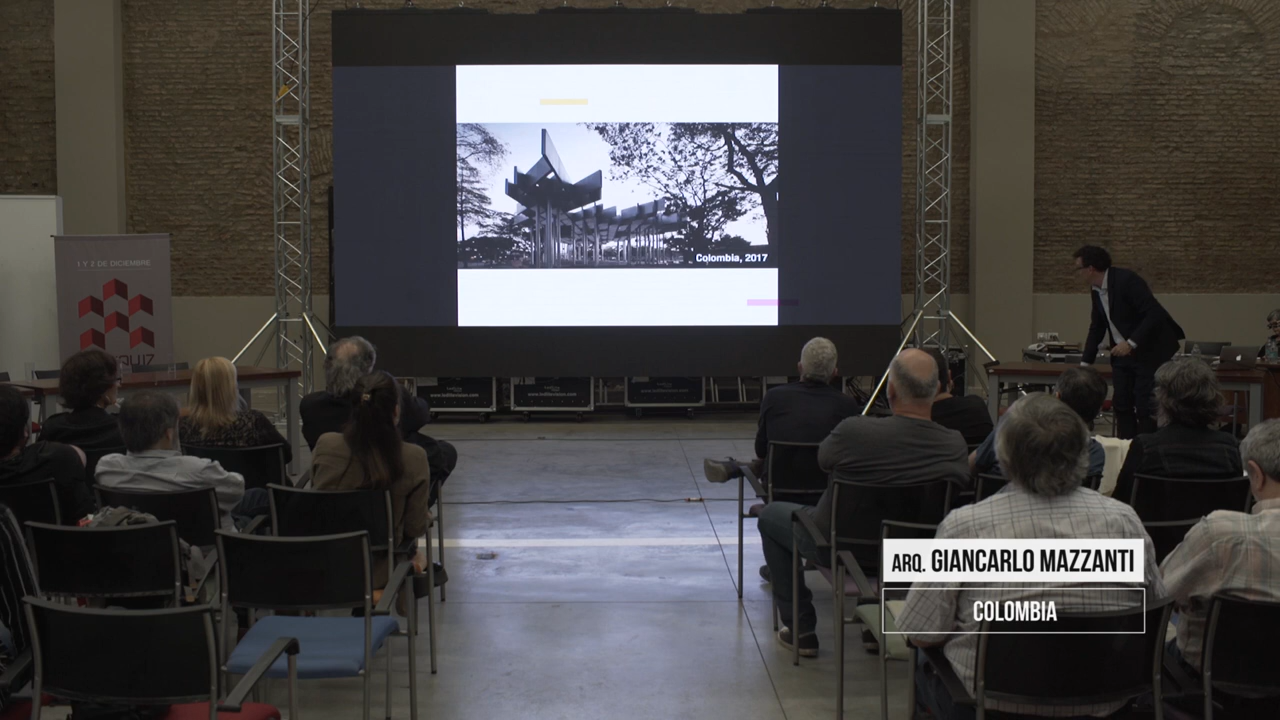 Colombia, 2017
1 Y 2 DE DICIEMBRE
ARQ. GIANCARLO MAZZANTI
COLOMBIA